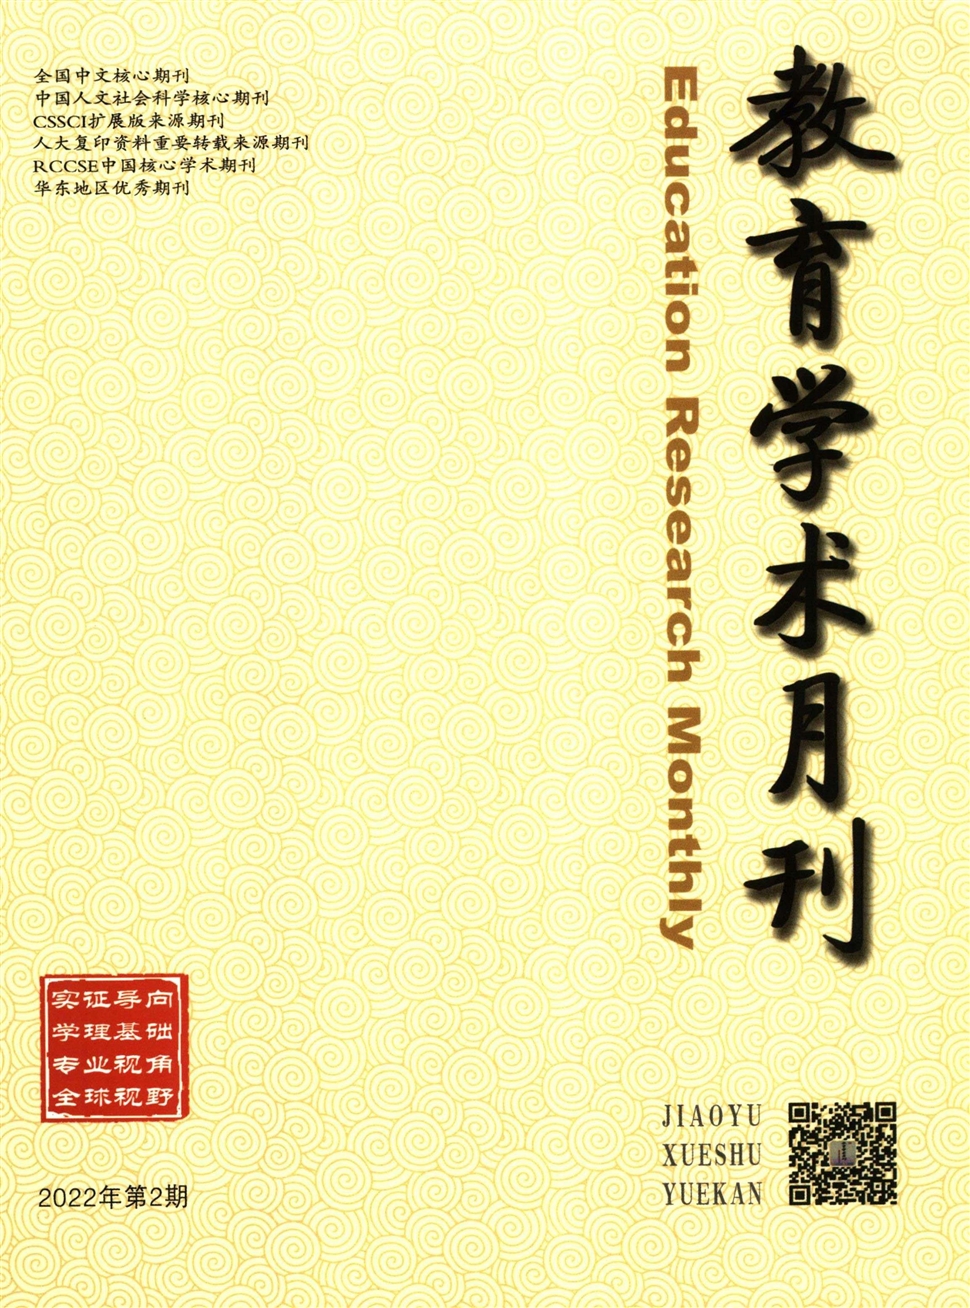 全国中文核心期刊
中国人文社会科学核心期刊
CSSCI扩展版来源期刊
人大复印资料重要转载来源期刊
RCCSE中国核心学术期刊
华东地区优秀期刊
教育学术月刊
Education Research Monthly
实证导向
学理基础
专业视角
全球视野
2022年第2期
JIAOYU
XUESHU
YUEKAN